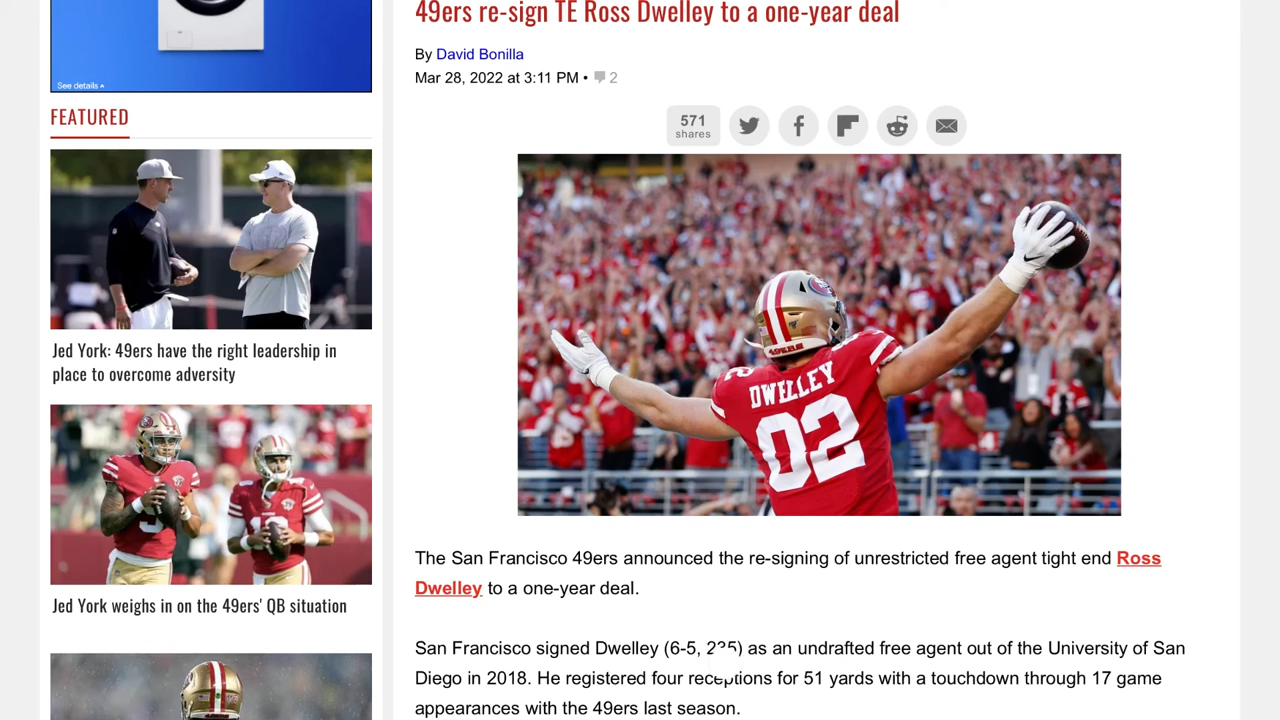 49ers re-sign TE Ross Dwelley to a one-year deal
By David Bonilla
Mar 28, 2022 at 3:11 PM • 2
571
shares
See details
FEATURED
Jed York: 49ers have the right leadership in
place to overcome adversity
Jed York weighs in on the 49ers' QB situation
49ERS
DWELLEY
82
The San Francisco 49ers announced the re-signing of unrestricted free agent tight end Ross
Dwelley to a one-year deal.
San Francisco signed Dwelley (6-5, 235) as an undrafted free agent out of the University of San
Diego in 2018. He registered four receptions for 51 yards with a touchdown through 17 game
appearances with the 49ers last season.